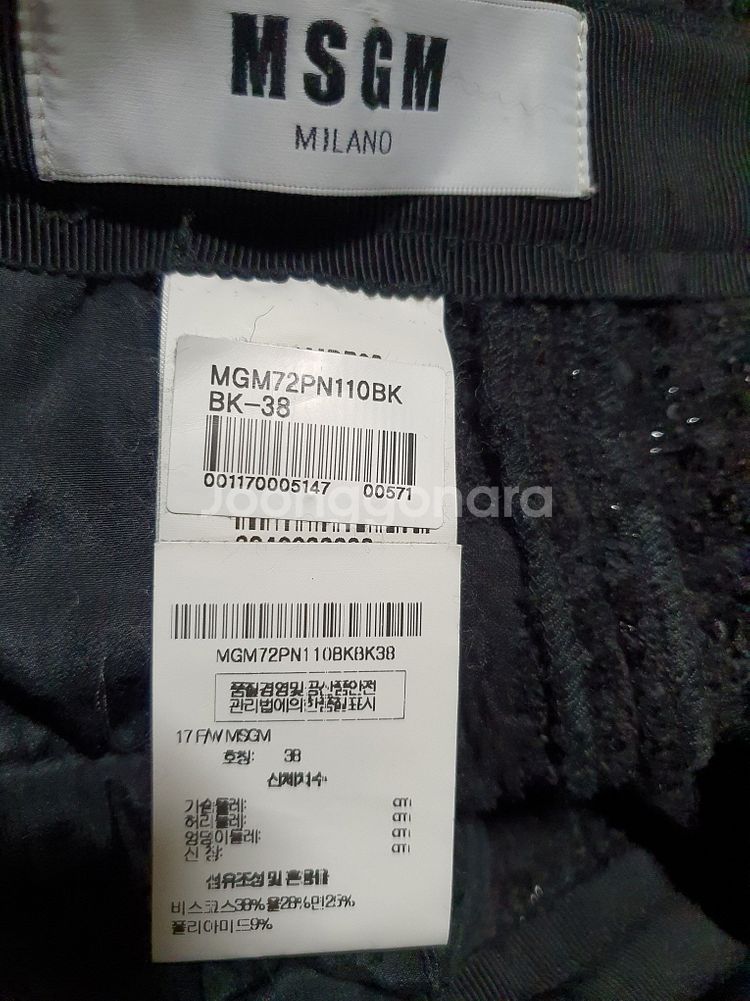 MSGM
MILANO
MGM72PN110BK
BK-38
001170005147 00571
Joonggonara
MGM72PN110BKBK38
품질경영및 공산품안전
관리법에의한 품질표시
17 F/W MSGM
호칭: 38
신체치수
가슴둘레: cm
허리둘레: cm
엉덩이둘레: cm
신 장: cm
섬유조성 및 혼용율
비스코스38%울28%면25%
폴리아미드9%